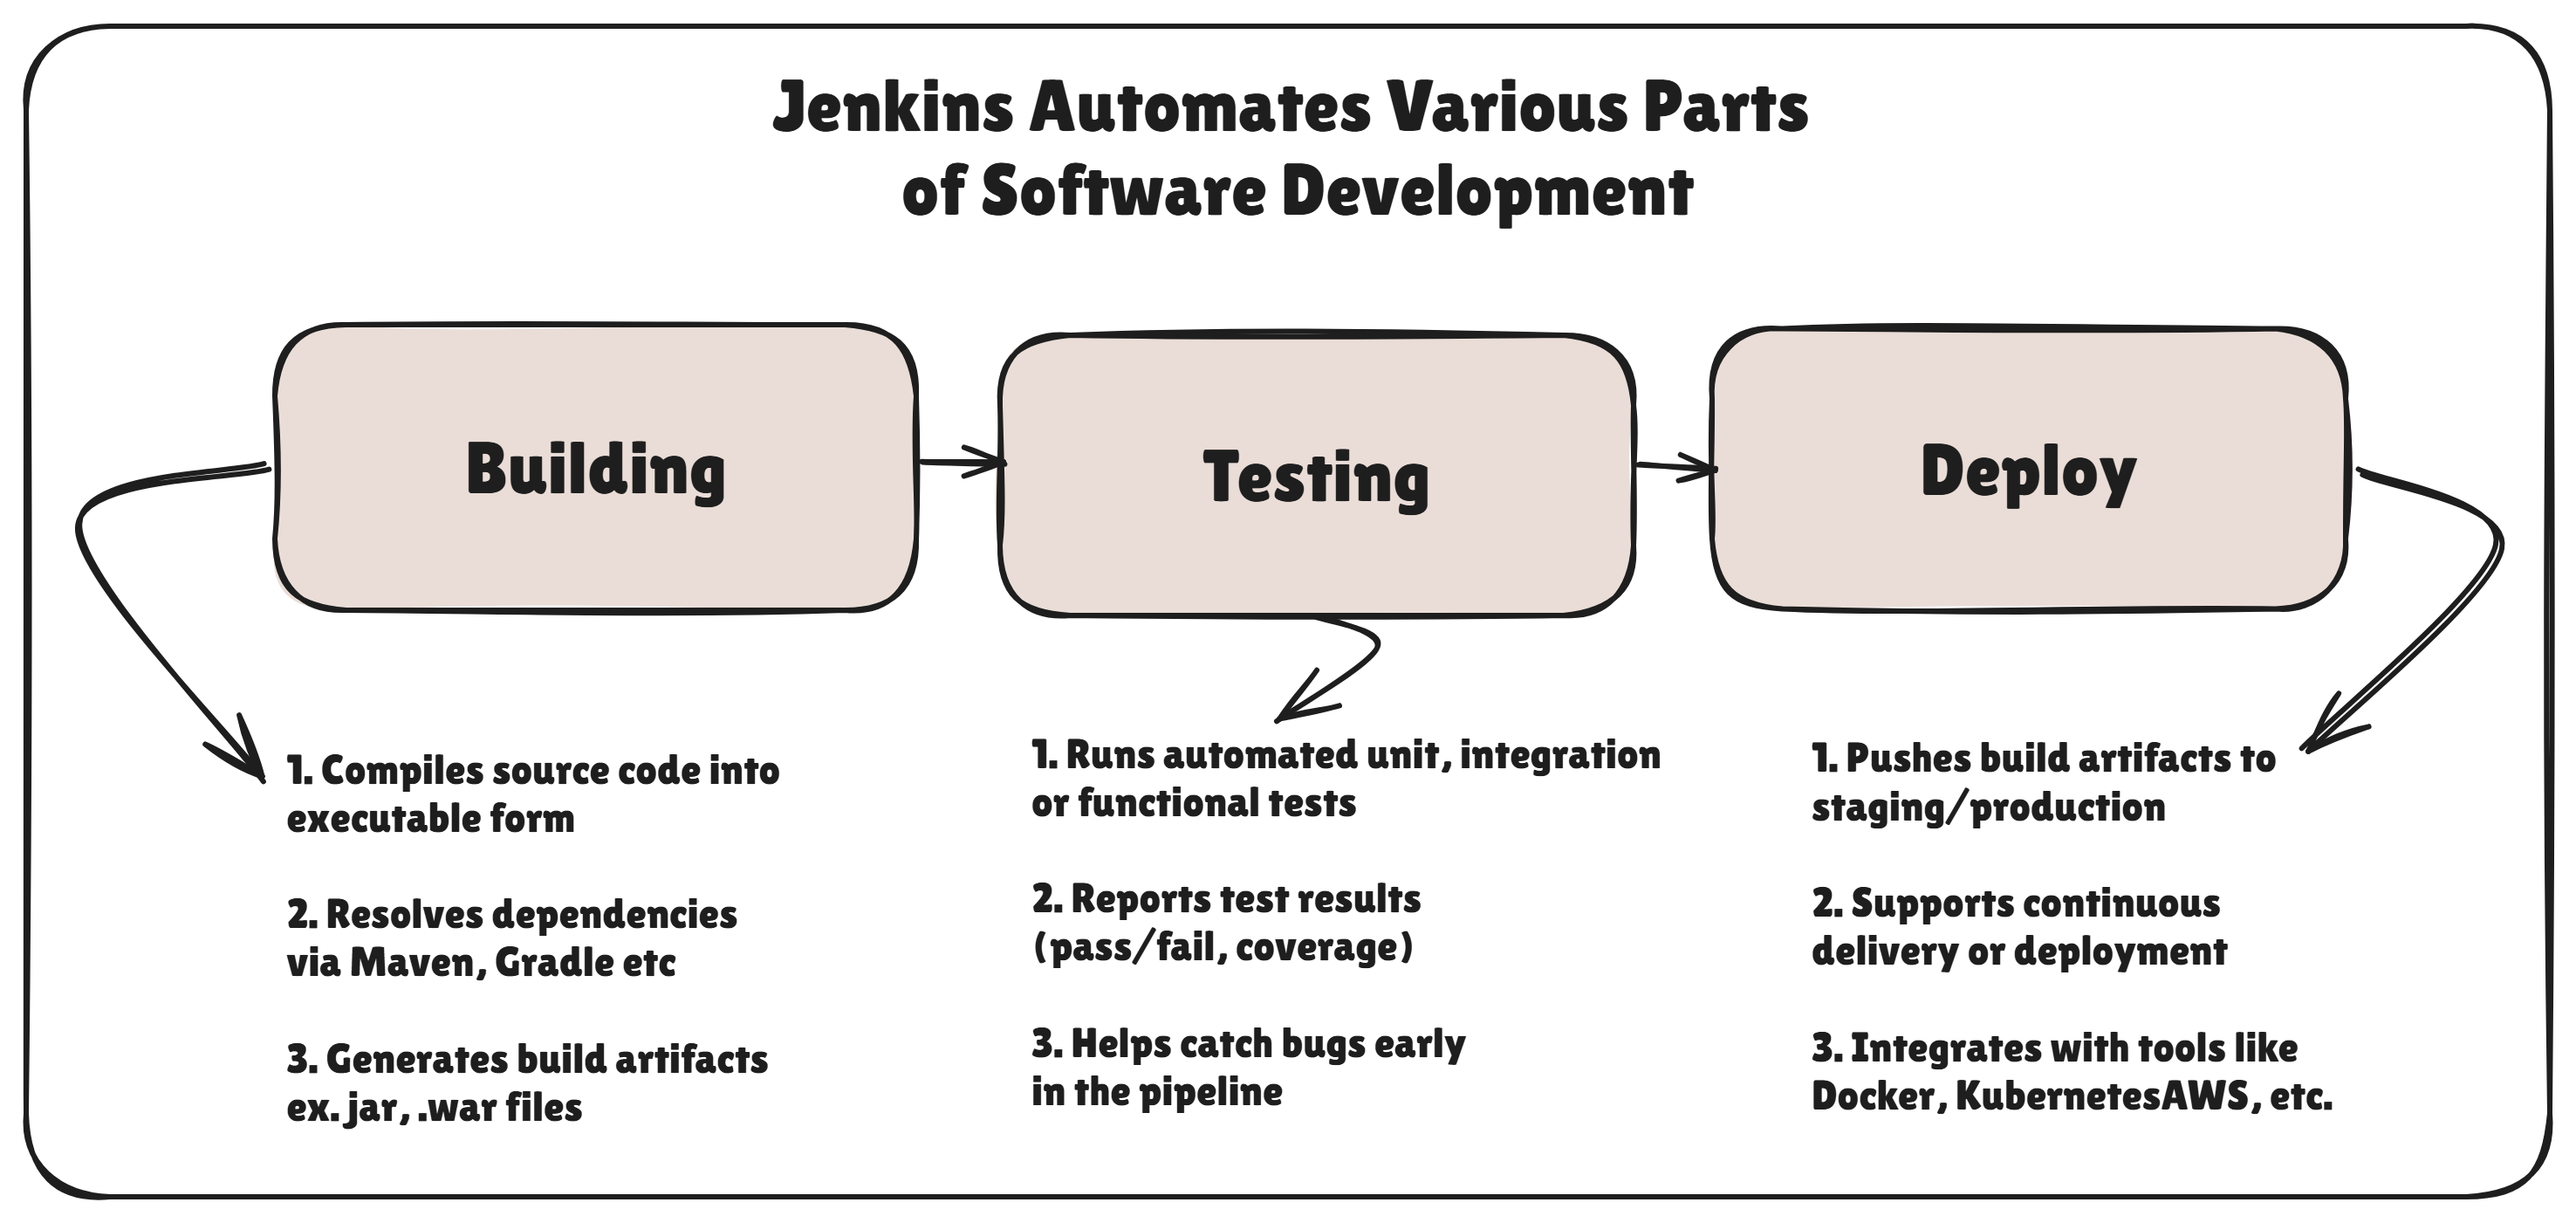 Jenkins Automates Various Parts
of Software Development
Building
Testing
Deploy
1. Compiles source code into
executable form
2. Resolves dependencies
via Maven, Gradle etc
3. Generates build artifacts
ex. jar, .war files
1. Runs automated unit, integration
or functional tests
2. Reports test results
(pass/fail, coverage)
3. Helps catch bugs early
in the pipeline
1. Pushes build artifacts to
staging/production
2. Supports continuous
delivery or deployment
3. Integrates with tools like
Docker, KubernetesAWS, etc.